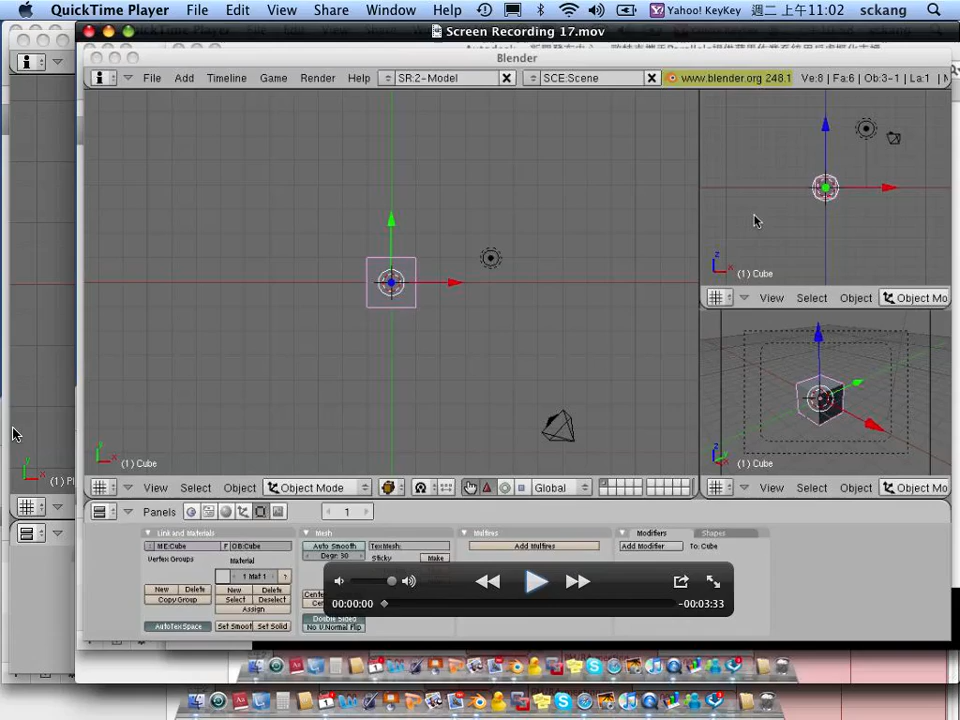 QuickTime Player File Edit View Share Window Help Yahoo! KeyKey 週二 上午11:02 sckang
Screen Recording 17.mov
Blender
File Add Timeline Game Render Help SR:2-Model SCE:Scene www.blender.org 248.1 Ve:8 | Fa:6 | Ob:3-1 | La:1 |
z
x
(1) Cube
View Select Object Object Mo
(1) Cube
(1) Cube
View Select Object Object Mode Global
View Select Object Object Mo
Panels 1
Link and Materials
Mesh
Multires
Modifiers
Shapes
ME:Cube
F OB:Cube
Auto Smooth
TexMesh:
Add Multires
Add Modifier
To: Cube
Vertex Groups
Material
Degr: 30
Sticky
Make
1 Mat 1
?
New
Delete
New
Delete
Copy Group
Select
Deselect
Assign
AutoTexSpace
Set Smoot
Set Solid
Double Sided
No V.Normal Flip
00:00:00
-00:03:33